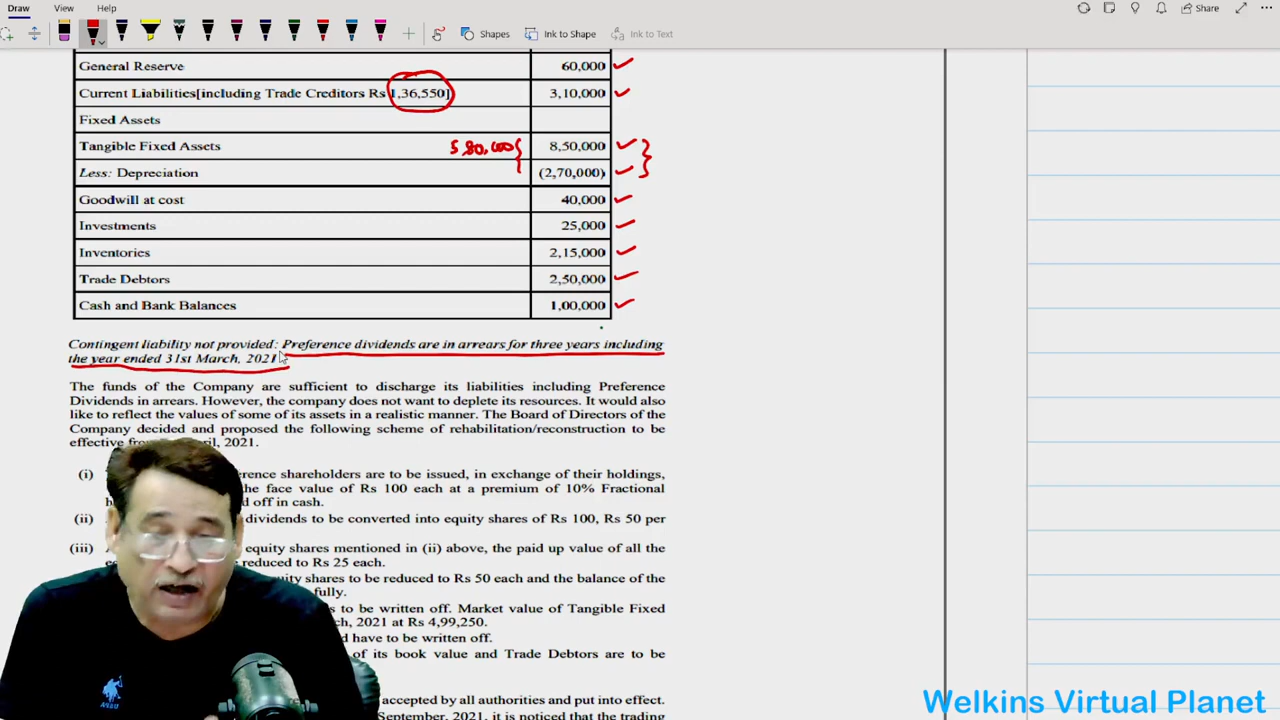 Draw View Help
Share
Shapes Ink to Shape Ink to Text
General Reserve 60,000
Current Liabilities[including Trade Creditors Rs 1,36,550] 3,10,000
Fixed Assets
Tangible Fixed Assets 5,80,000 8,50,000
Less: Depreciation (2,70,000)
Goodwill at cost 40,000
Investments 25,000
Inventories 2,15,000
Trade Debtors 2,50,000
Cash and Bank Balances 1,00,000
Contingent liability not provided: Preference dividends are in arrears for three years including
the year ended 31st March, 2021
The funds of the Company are sufficient to discharge its liabilities including Preference
Dividends in arrears. However, the company does not want to deplete its resources. It would also
like to reflect the values of some of its assets in a realistic manner. The Board of Directors of the
Company decided and proposed the following scheme of rehabilitation/reconstruction to be
effective from April, 2021.
(i) shareholders are to be issued, in exchange of their holdings,
the face value of Rs 100 each at a premium of 10% Fractional
off in cash.
(ii) dividends to be converted into equity shares of Rs 100, Rs 50 per
(iii) equity shares mentioned in (ii) above, the paid up value of all the
reduced to Rs 25 each.
shares to be reduced to Rs 50 each and the balance of the
fully.
to be written off. Market value of Tangible Fixed
2021 at Rs 4,99,250.
have to be written off.
of its book value and Trade Debtors are to be
accepted by all authorities and put into effect.
September, 2021, it is noticed that the trading
Welkins Virtual Planet